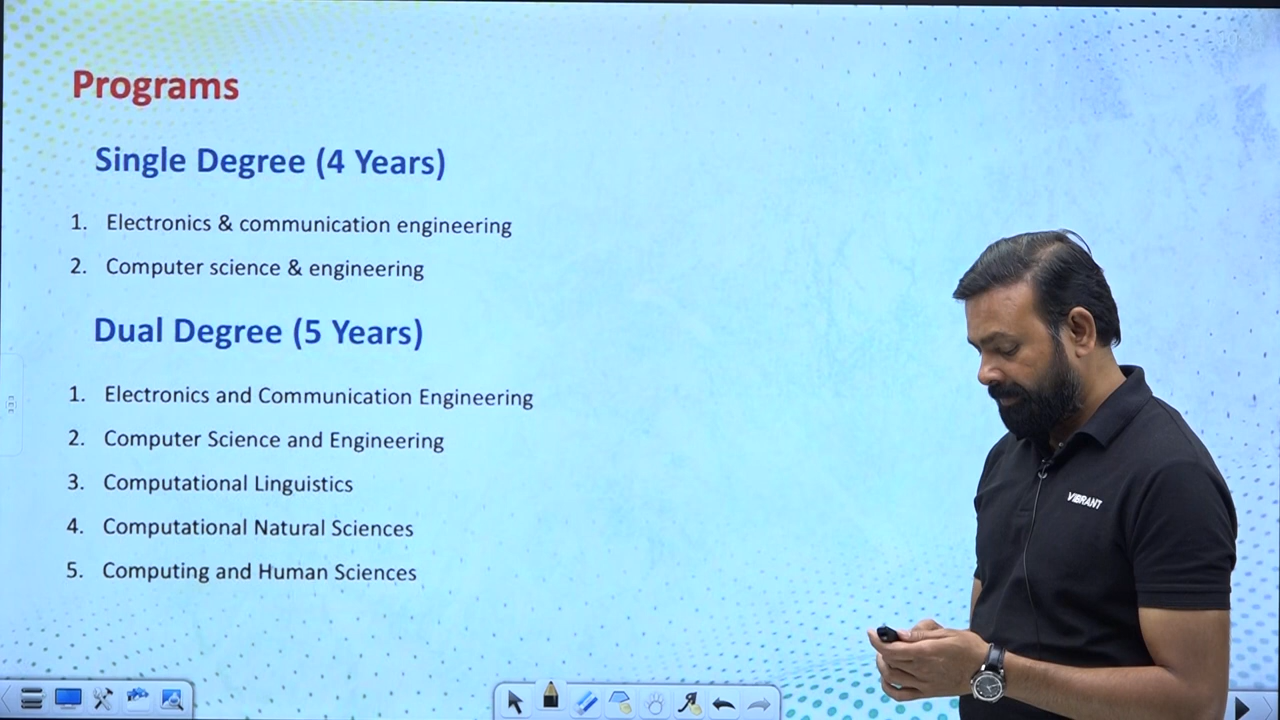 Programs
Single Degree (4 Years)
1. Electronics & communication engineering
2. Computer science & engineering
Dual Degree (5 Years)
1. Electronics and Communication Engineering
2. Computer Science and Engineering
3. Computational Linguistics
4. Computational Natural Sciences
5. Computing and Human Sciences
VIBRANT